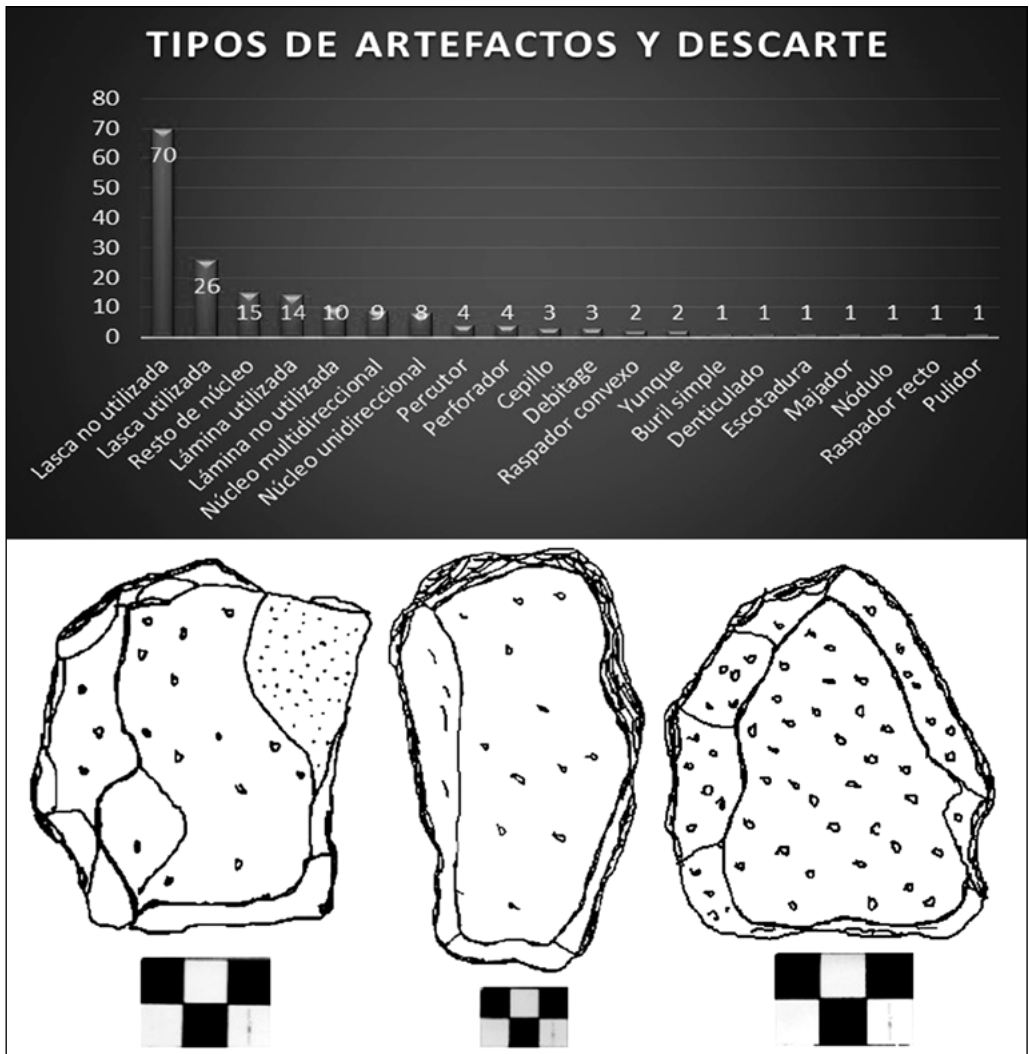 TIPOS DE ARTEFACTOS Y DESCARTE
80
70
60
50
40
30
20
10
0
70
26
15
14
10
9
8
4
4
3
3
2
2
1
1
1
1
1
1
1
Lasca no utilizada
Lasca utilizada
Resto de núcleo
Lámina utilizada
Lámina no utilizada
Núcleo multidireccional
Núcleo unidireccional
Percutor
Perforador
Cepillo
Debitage
Raspador convexo
Yunque
Buril simple
Denticulado
Escotadura
Majador
Nódulo
Raspador recto
Pulidor